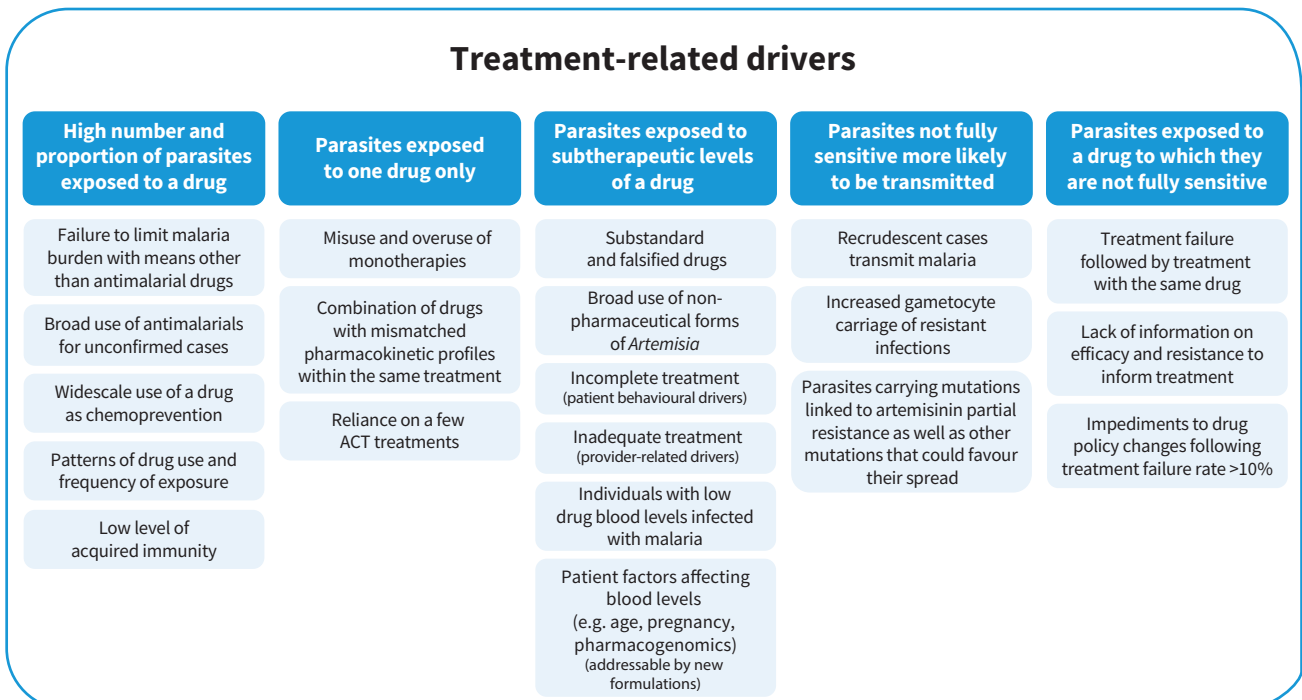 Treatment-related drivers
High number and
proportion of parasites
exposed to a drug
Failure to limit malaria
burden with means other
than antimalarial drugs
Broad use of antimalarials
for unconfirmed cases
Widescale use of a drug
as chemoprevention
Patterns of drug use and
frequency of exposure
Low level of
acquired immunity
Parasites exposed
to one drug only
Misuse and overuse of
monotherapies
Combination of drugs
with mismatched
pharmacokinetic profiles
within the same treatment
Reliance on a few
ACT treatments
Parasites exposed to
subtherapeutic levels
of a drug
Substandard
and falsified drugs
Broad use of non-
pharmaceutical forms
of Artemisia
Incomplete treatment
(patient behavioural drivers)
Inadequate treatment
(provider-related drivers)
Individuals with low
drug blood levels infected
with malaria
Patient factors affecting
blood levels
(e.g. age, pregnancy,
pharmacogenomics)
(addressable by new
formulations)
Parasites not fully
sensitive more likely
to be transmitted
Recrudescent cases
transmit malaria
Increased gametocyte
carriage of resistant
infections
Parasites carrying mutations
linked to artemisinin partial
resistance as well as other
mutations that could favour
their spread
Parasites exposed to
a drug to which they
are not fully sensitive
Treatment failure
followed by treatment
with the same drug
Lack of information on
efficacy and resistance to
inform treatment
Impediments to drug
policy changes following
treatment failure rate >10%